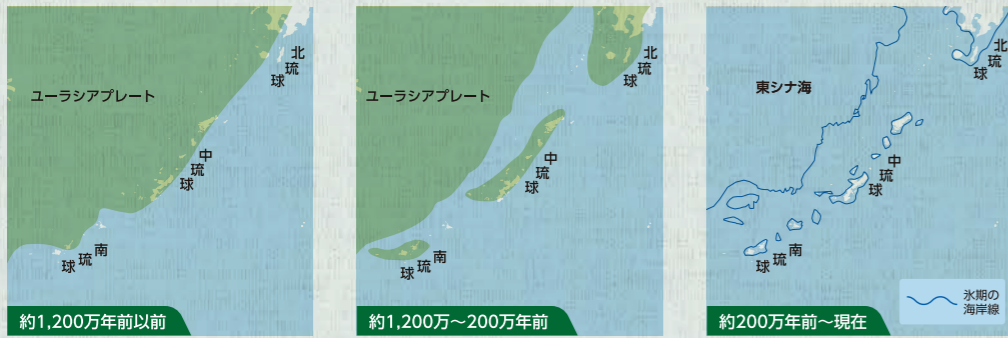 ユーラシアプレート
北琉球
中琉球
南琉球
約1,200万年前以前
ユーラシアプレート
北琉球
中琉球
南琉球
約1,200万～200万年前
東シナ海
北琉球
中琉球
南琉球
氷期の
海岸線
約200万年前～現在